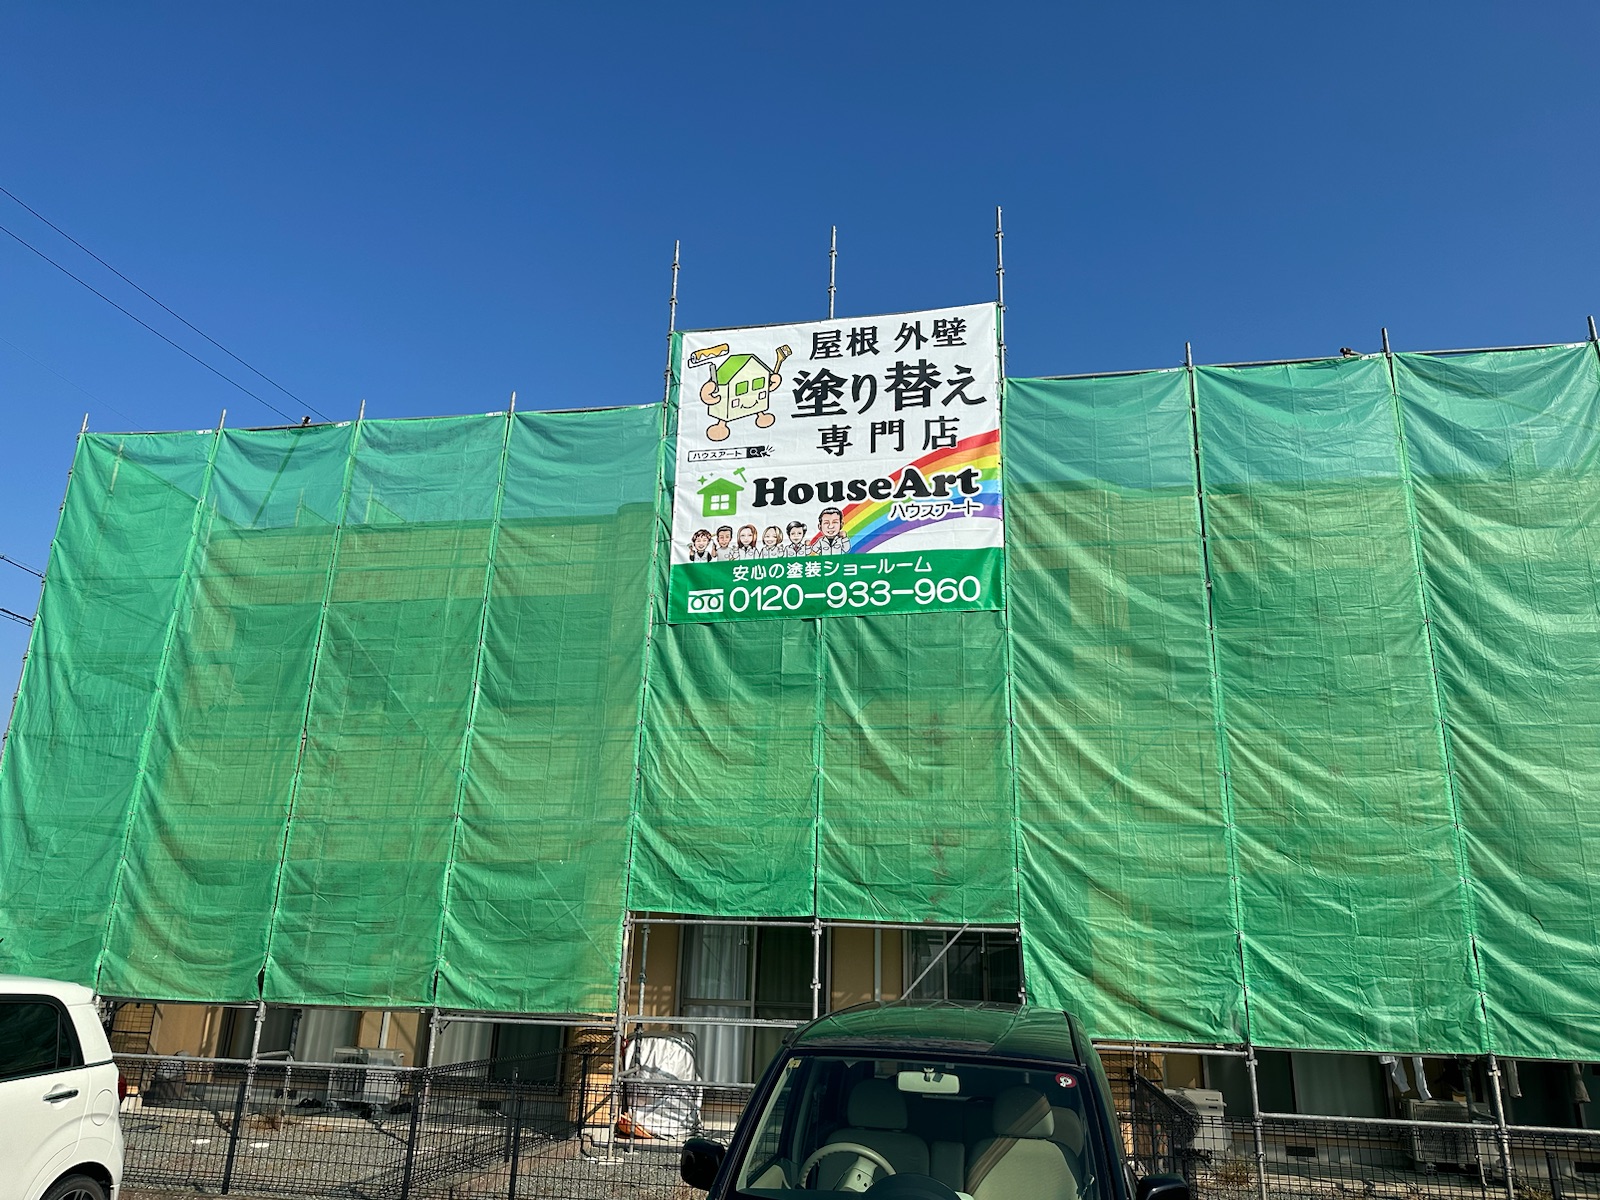 屋根 外壁
塗り替え
専門店
ハウスアート
HouseArt
ハウスアート
安心の塗装ショールーム
0120-933-960